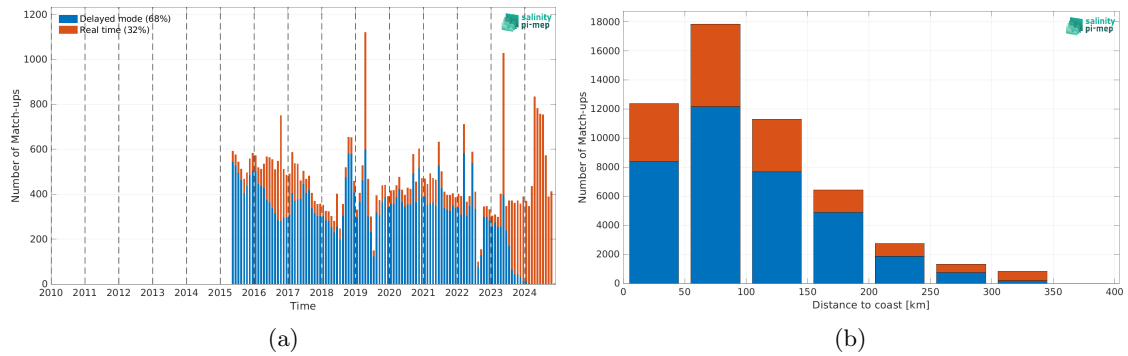 Delayed mode (68%)
Real time (32%)
salinity
pi-mep
1200
1000
800
600
400
200
0
Number of Match-ups
2010 2011 2012 2013 2014 2015 2016 2017 2018 2019 2020 2021 2022 2023 2024
Time
(a)
salinity
pi-mep
18000
16000
14000
12000
10000
8000
6000
4000
2000
0
Number of Match-ups
0 50 100 150 200 250 300 350 400
Distance to coast [km]
(b)